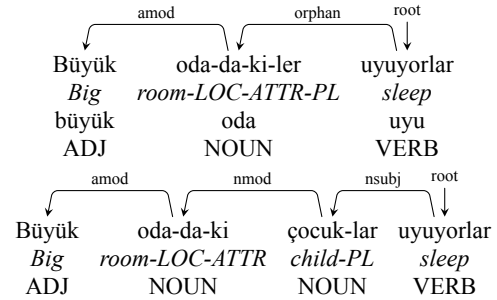 amod orphan root
Büyük oda-da-ki-ler uyuyorlar
Big room-LOC-ATTR-PL sleep
büyük oda uyu
ADJ NOUN VERB
amod nmod nsubj root
Büyük oda-da-ki çocuk-lar uyuyorlar
Big room-LOC-ATTR child-PL sleep
ADJ NOUN NOUN VERB